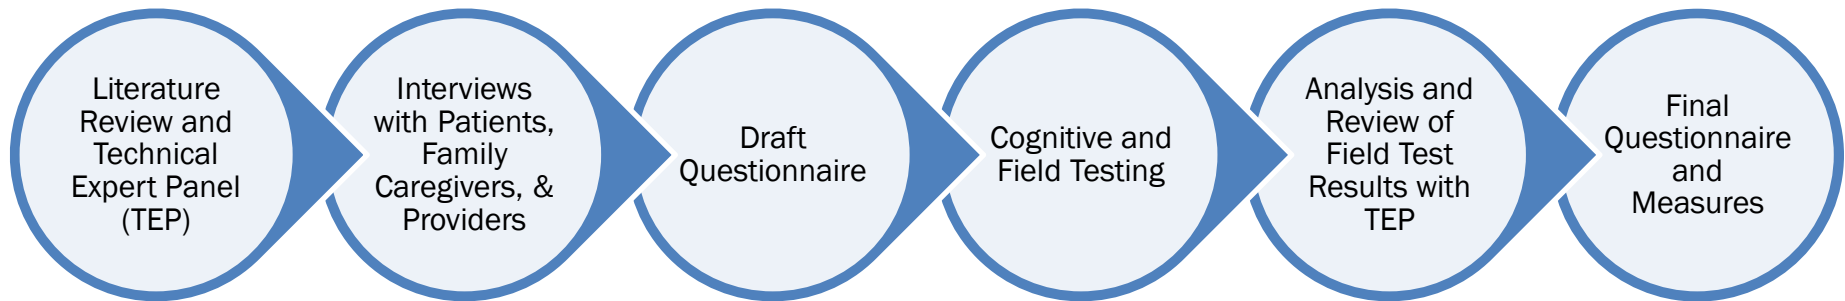 Literature
Review and
Technical
Expert Panel
(TEP)
Interviews
with Patients,
Family
Caregivers, &
Providers
Draft
Questionnaire
Cognitive and
Field Testing
Analysis and
Review of
Field Test
Results with
TEP
Final
Questionnaire
and
Measures